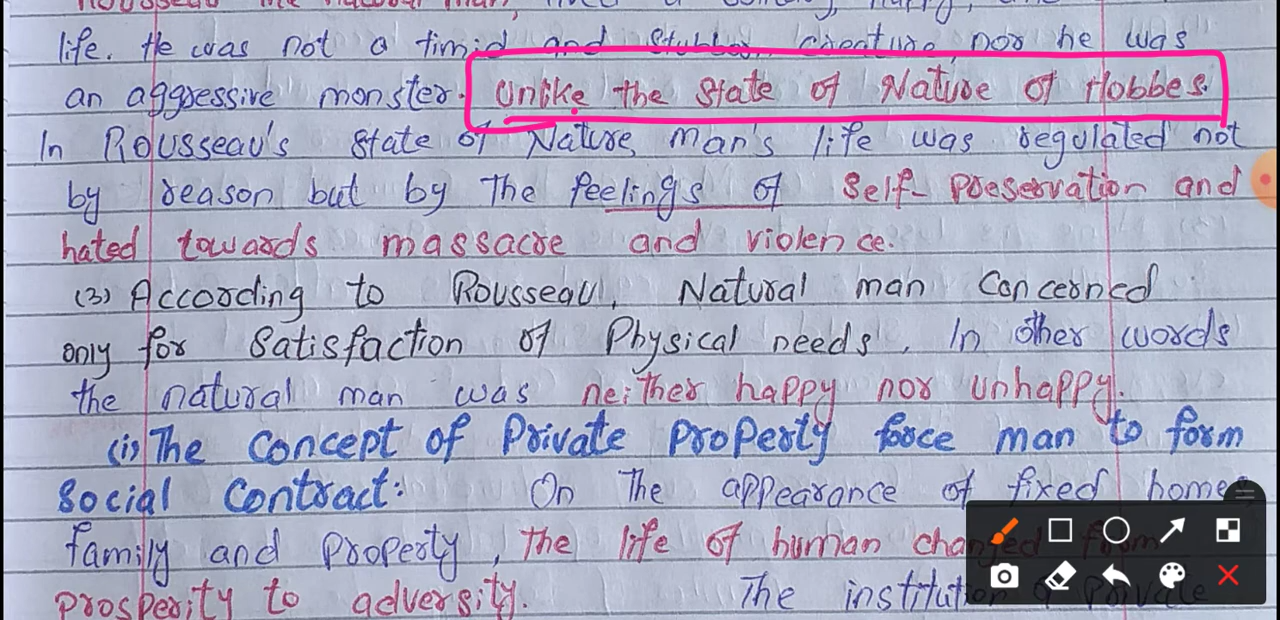 life. He was not a timid and creature, nor he was
an aggressive monster. Unlike the State of Nature of Hobbes.
In Rousseau's State of Nature, man's life was regulated not
by reason but by The feelings of Self-Preservation and
hated towards massacre and violence.
(3) According to Rousseau, Natural man Concerned
only for Satisfaction of Physical needs. In other words
the natural man was neither happy nor unhappy.
(i) The Concept of Private Property force man to form
Social Contract: On The appearance of fixed home,
family and Property, The life of human changed from
prosperity to adversity. The institution of Private